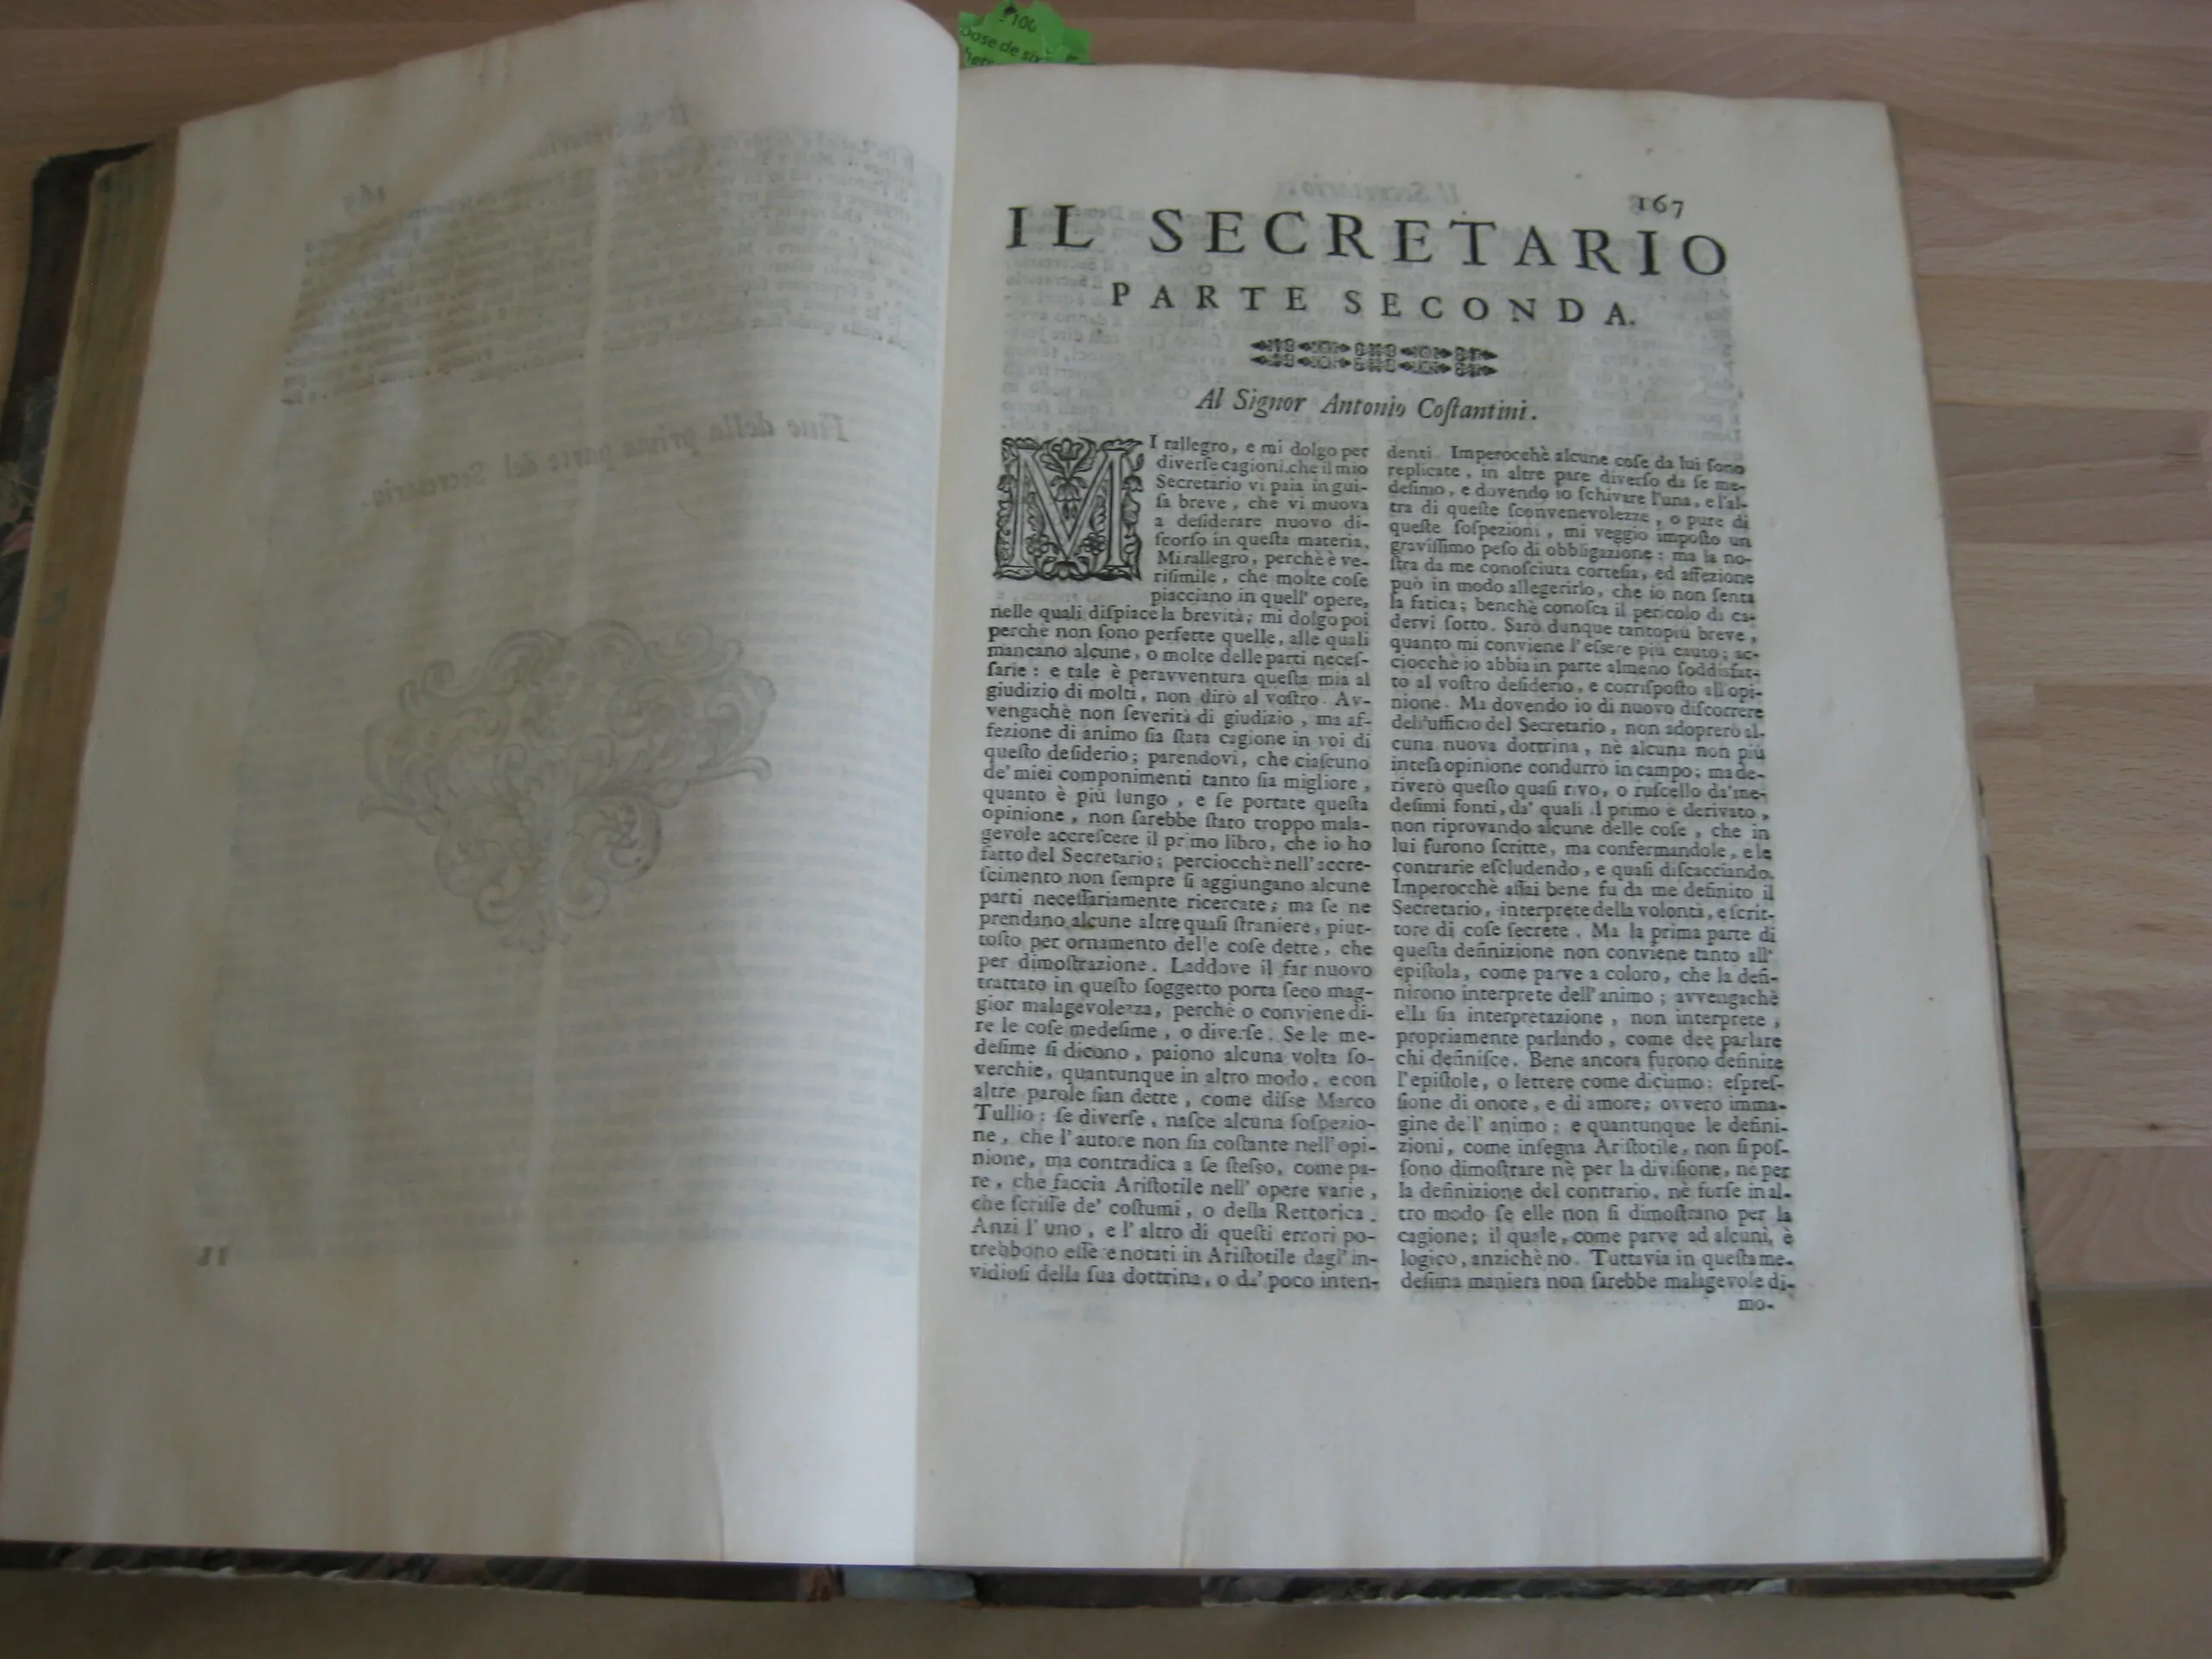 100
167
IL SECRETARIO
PARTE SECONDA.
Al Signor Antonio Coſtantini.
MI rallegro, e mi dolgo per
diverſe cagioni, che il mio
Secretario vi paia in gui-
ſa breve, che vi muova
a deſiderare nuovo di-
ſcorſo in queſta materia.
Mi rallegro, perchè è ve-
riſimile, che molte coſe
piacciano in quell' opere,
nelle quali diſpiace la brevità; mi dolgo poi
perchè non ſono perfette quelle, alle quali
mancano alcune, o molte delle parti neceſ-
ſarie: e tale è peravventura queſta mia al
giudizio di molti, non dirò al voſtro. Av-
vengachè non ſeverità di giudizio, ma af-
fezione di animo ſia ſtata cagione in voi di
queſto deſiderio; parendovi, che ciaſcuno
de' miei componimenti tanto ſia migliore,
quanto è più lungo, e ſe portate queſta
opinione, non ſarebbe ſtato troppo mala-
gevole accreſcere il primo libro, che io ho
fatto del Secretario; perciocchè nell'accre-
ſcimento non ſempre ſi aggiungano alcune
parti neceſſariamente ricercate; ma ſe ne
prendano alcune altre quaſi ſtraniere, piut-
toſto per ornamento delle coſe dette, che
per dimoſtrazione. Laddove il far nuovo
trattato in queſto ſoggetto porta ſeco mag-
gior malagevolezza, perchè o conviene di-
re le coſe medeſime, o diverſe. Se le me-
deſime ſi dicono, paiono alcuna volta ſo-
verchie, quantunque in altro modo, e con
altre parole ſian dette, come diſse Marco
Tullio; ſe diverſe, naſce alcuna ſoſpezio-
ne, che l'autore non ſia coſtante nell' opi-
nione, ma contradica a ſe ſteſso, come pa-
re, che faccia Ariſtotile nell' opere varie,
che ſcriſſe de' coſtumi, o della Rettorica.
Anzi l'uno, e l'altro di queſti errori po-
trebbono eſſere notati in Ariſtotile dagl' in-
vidioſi della ſua dottrina, o da' poco inten-
denti. Imperocchè alcune coſe da lui ſono
replicate, in altre pare diverſo da ſe me-
deſimo, e dovendo io ſchivare l'una, e l'al-
tra di queſte ſconvenevolezze, o pure di
queſte ſoſpezioni, mi veggio impoſto un
graviſſimo peſo di obbligazione; ma la no-
ſtra da me conoſciuta corteſia, ed affezione
può in modo allegerirlo, che io non ſenta
la fatica; benchè conoſca il pericolo di ca-
dervi ſotto. Sarò dunque tantopiù breve,
quanto mi conviene l'eſsere più cauto; ac-
ciocchè io abbia in parte almeno ſoddisfat-
to al voſtro deſiderio, e corriſpoſto all opi-
nione. Ma dovendo io di nuovo diſcorrere
dell'ufficio del Secretario, non adoprerò al-
cuna nuova dottrina, nè alcuna non più
inteſa opinione condurrò in campo; ma de-
riverò queſto quaſi rivo, o ruſcello da' me-
deſimi fonti, da' quali il primo è derivato,
non riprovando alcune delle coſe, che in
lui furono ſcritte, ma confermandole, e le
contrarie eſcludendo, e quaſi diſcacciando.
Imperocchè aſſai bene fu da me definito il
Secretario, interprete della volontà, e ſcrit-
tore di coſe ſecrete. Ma la prima parte di
queſta definizione non conviene tanto all'
epiſtola, come parve a coloro, che la defi-
nirono interprete dell'animo; avvengachè
ella ſia interpretazione, non interprete,
propriamente parlando, come dee parlare
chi definiſce. Bene ancora furono definite
l'epiſtole, o lettere come diciamo: eſpreſ-
ſione di onore, e di amore; ovvero imma-
gine dell' animo; e quantunque le defini-
zioni, come inſegna Ariſtotile, non ſi poſ-
ſono dimoſtrare nè per la diviſione, nè per
la definizione del contrario, nè forſe in al-
tro modo ſe elle non ſi dimoſtrano per la
cagione; il quale, come parve ad alcuni, è
logico, anzichè no. Tuttavia in queſta me-
deſima maniera non ſarebbe malagevole di-
mo-